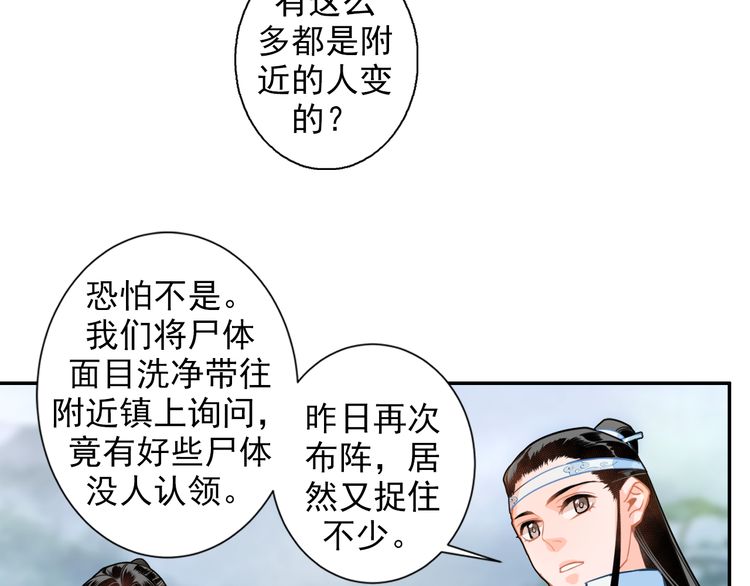 有这么
多都是附
近的人变
的？
恐怕不是。
我们将尸体
面目洗净带往
附近镇上询问，
竟有好些尸体
没人认领。
昨日再次
布阵，居
然又捉住
不少。